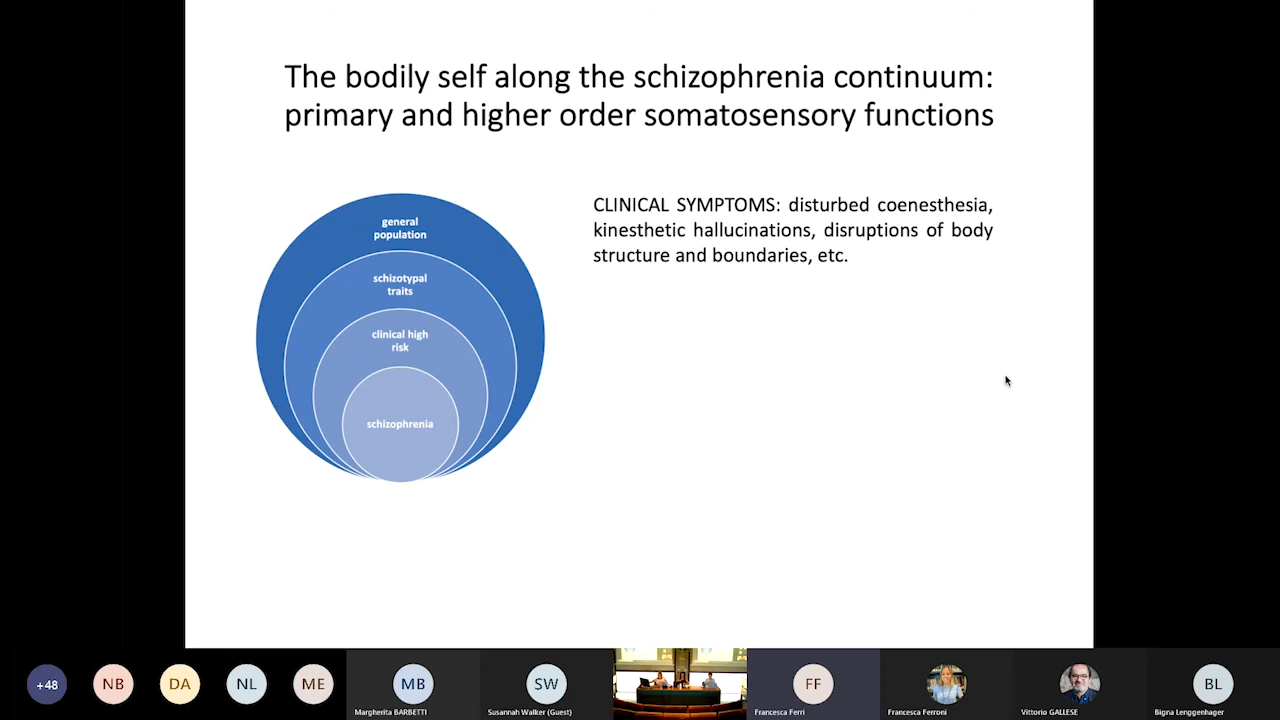 The bodily self along the schizophrenia continuum:
primary and higher order somatosensory functions
general
population
schizotypal
traits
clinical high
risk
schizophrenia
CLINICAL SYMPTOMS: disturbed coenesthesia,
kinesthetic hallucinations, disruptions of body
structure and boundaries, etc.
+48
NB
DA
NL
ME
MB
Margherita BARBETTI
SW
Susannah Walker (Guest)
FF
Francesca Ferri
Francesca Ferroni
Vittorio GALLESE
BL
Bigna Lenggenhager